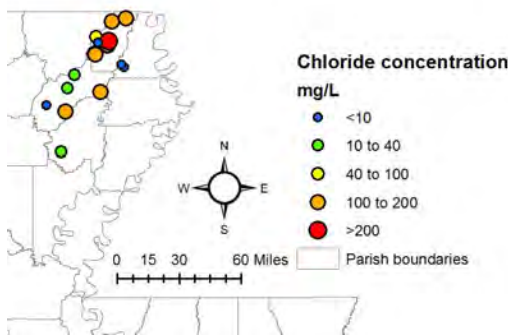 Chloride concentration
mg/L
<10
10 to 40
40 to 100
100 to 200
>200
Parish boundaries
N
W E
S
0 15 30 60 Miles